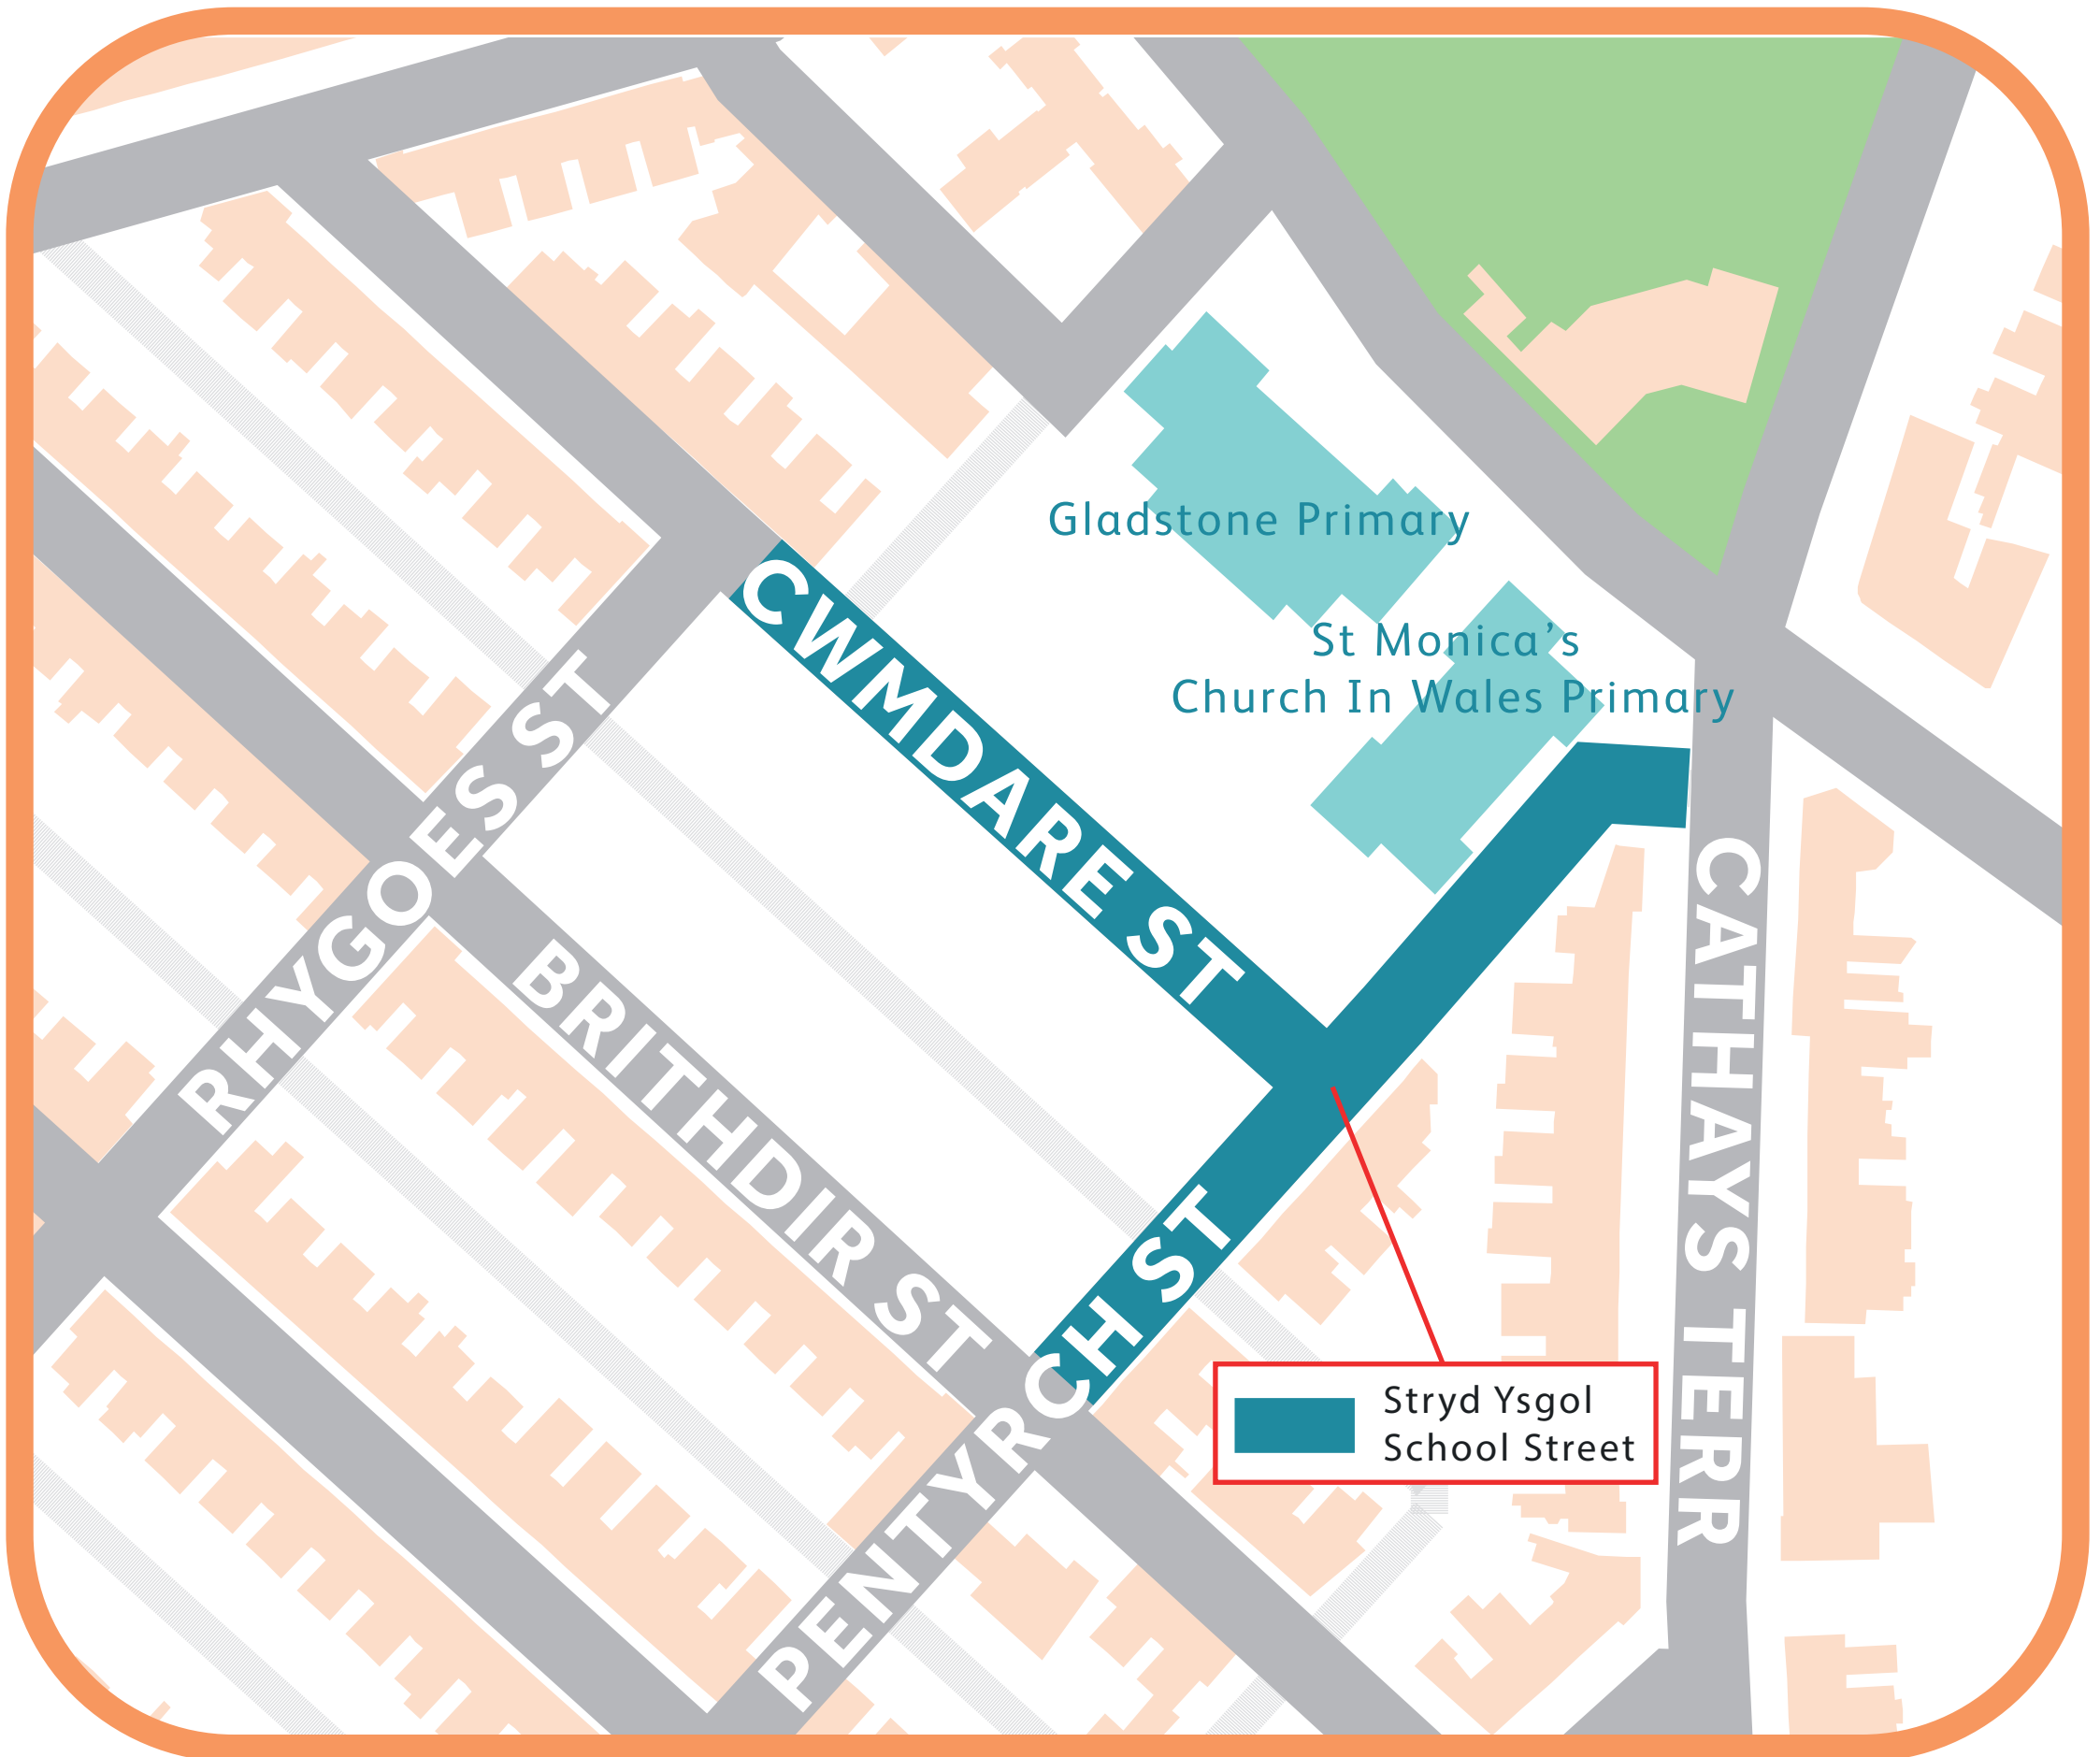 Gladstone Primary
St Monica's
Church In Wales Primary
CWMDARE ST
RHYGOES ST
BRITHDIR ST
CATHAYS TERR
PENTYRCH ST
Stryd Ysgol
School Street